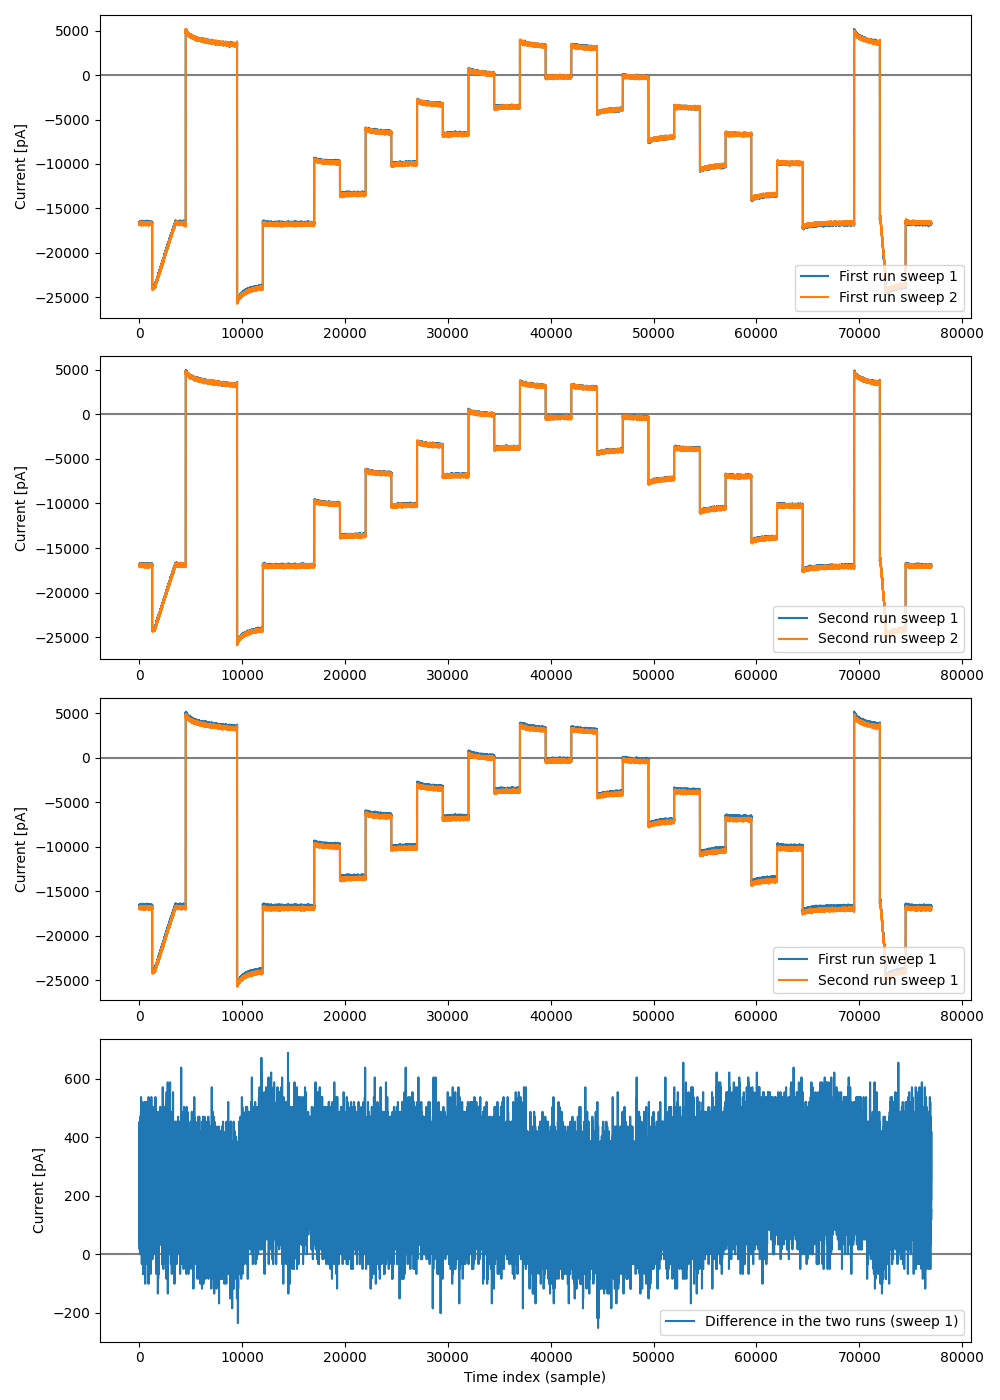 5000
0
−5000
−10000
−15000
−20000
−25000
Current [pA]
First run sweep 1
First run sweep 2
0 10000 20000 30000 40000 50000 60000 70000 80000
5000
0
−5000
−10000
−15000
−20000
−25000
Current [pA]
Second run sweep 1
Second run sweep 2
0 10000 20000 30000 40000 50000 60000 70000 80000
5000
0
−5000
−10000
−15000
−20000
−25000
Current [pA]
First run sweep 1
Second run sweep 1
0 10000 20000 30000 40000 50000 60000 70000 80000
600
400
200
0
−200
Current [pA]
Difference in the two runs (sweep 1)
0 10000 20000 30000 40000 50000 60000 70000 80000
Time index (sample)